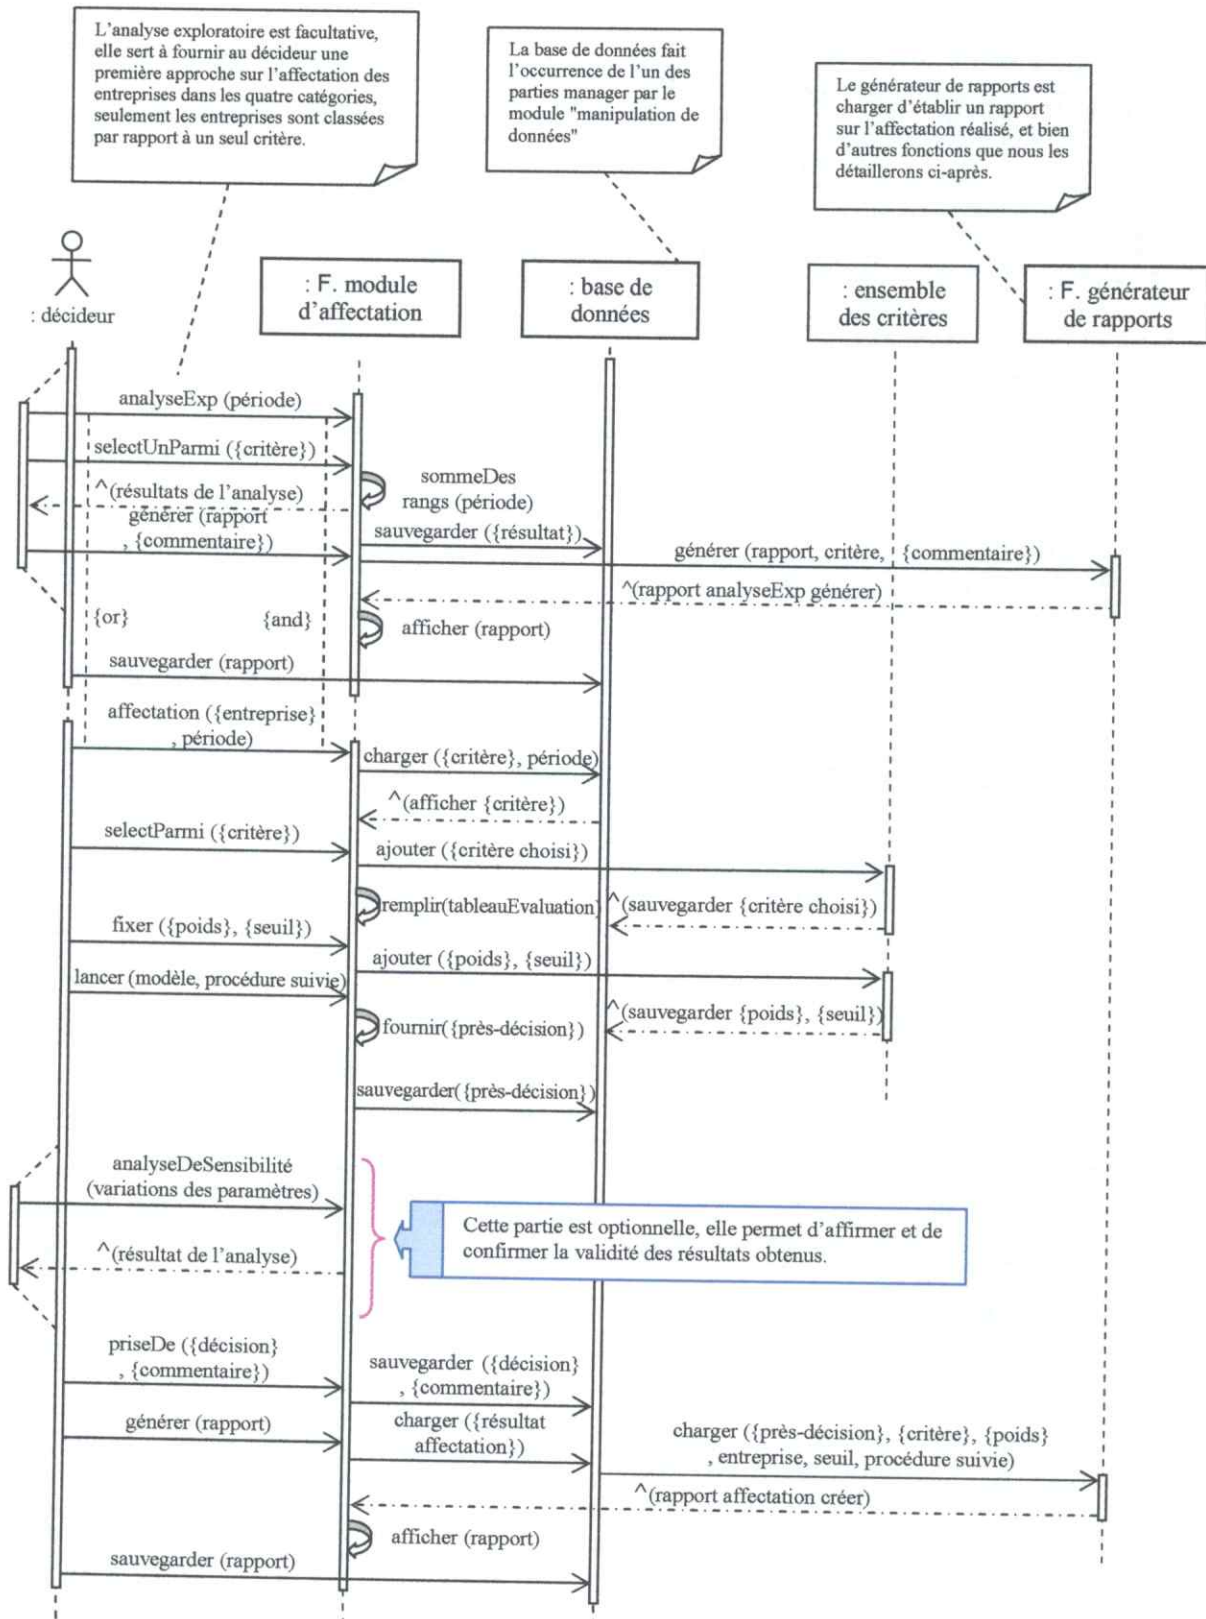 L'analyse exploratoire est facultative,
elle sert à fournir au décideur une
première approche sur l'affectation des
entreprises dans les quatre catégories,
seulement les entreprises sont classées
par rapport à un seul critère.
La base de données fait
l'occurrence de l'un des
parties manager par le
module "manipulation de
données"
Le générateur de rapports est
charger d'établir un rapport
sur l'affectation réalisé, et bien
d'autres fonctions que nous les
détaillerons ci-après.
: décideur
: F. module
d'affectation
: base de
données
: ensemble
des critères
: F. générateur
de rapports
analyseExp (période)
selectUnParmi ({critère})
sommeDes
rangs (période)
^(résultats de l'analyse)
générer (rapport
, {commentaire})
sauvegarder ({résultat})
générer (rapport, critère, {commentaire})
^(rapport analyseExp générer)
{or}
{and}
afficher (rapport)
sauvegarder (rapport)
affectation ({entreprise}
, période)
charger ({critère}, période)
^(afficher {critère})
selectParmi ({critère})
ajouter ({critère choisi})
remplir(tableauEvaluation)
^(sauvegarder {critère choisi})
fixer ({poids}, {seuil})
ajouter ({poids}, {seuil})
lancer (modèle, procédure suivie)
^(sauvegarder {poids}, {seuil})
fournir({près-décision})
sauvegarder({près-décision})
analyseDeSensibilité
(variations des paramètres)
Cette partie est optionnelle, elle permet d'affirmer et de
confirmer la validité des résultats obtenus.
^(résultat de l'analyse)
priseDe ({décision}
, {commentaire})
sauvegarder ({décision}
, {commentaire})
générer (rapport)
charger ({résultat
affectation})
charger ({près-décision}, {critère}, {poids}
, entreprise, seuil, procédure suivie)
^(rapport affectation créer)
afficher (rapport)
sauvegarder (rapport)